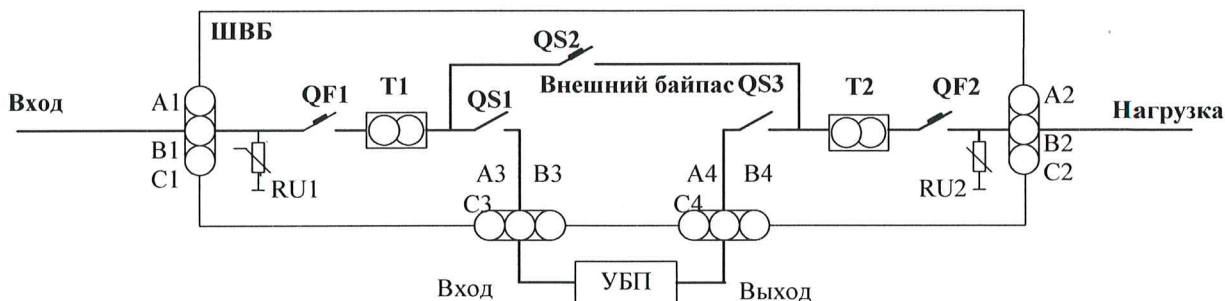 ШВБ
QS2
Внешний байпас
Вход
A1
QF1
T1
QS1
QS3
T2
QF2
A2
Нагрузка
B1
C1
RU1
A3
B3
C3
A4
B4
C4
RU2
B2
C2
Вход
УБП
Выход